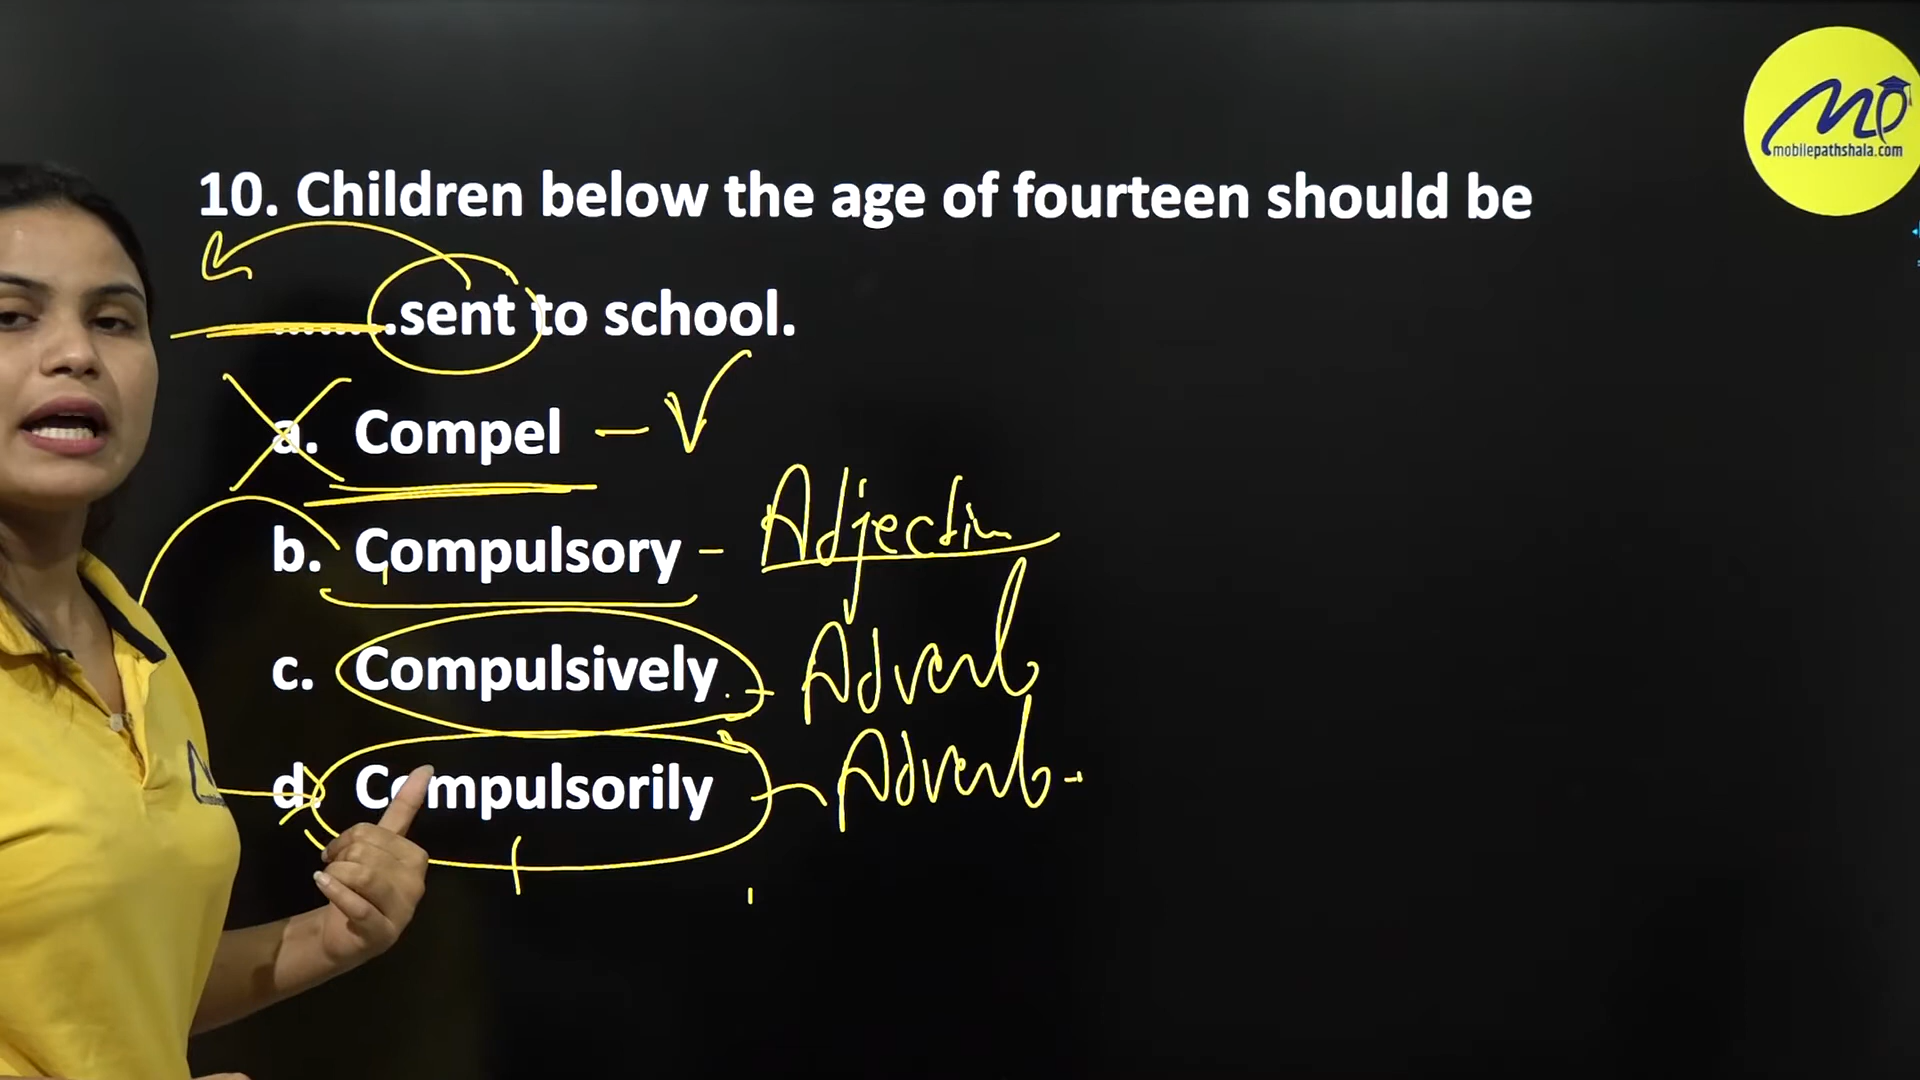 MP
mobilepathshala.com
10. Children below the age of fourteen should be
.........sent to school.
a. Compel – V
b. Compulsory – Adjective
c. Compulsively – Adverb
d. Compulsorily – Adverb